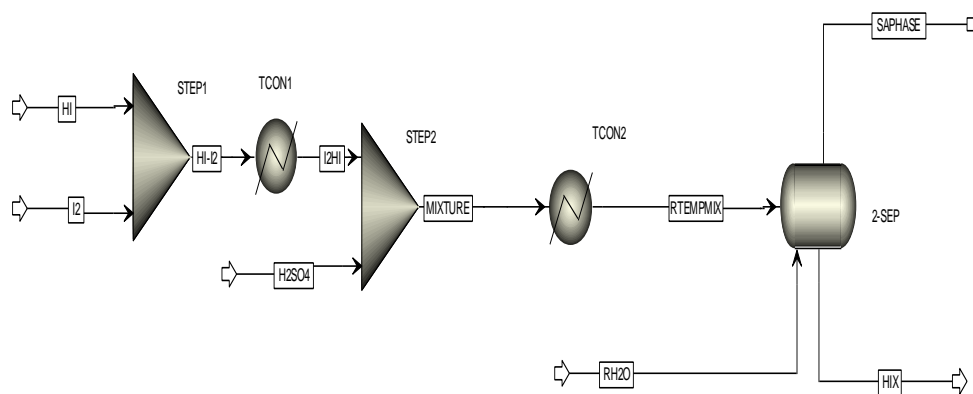 SAPHASE
STEP1
TCON1
HI
STEP2
TCON2
HI-I2
I2HI
I2
MIXTURE
RTEMPMIX
2-SEP
H2SO4
RH2O
HIX